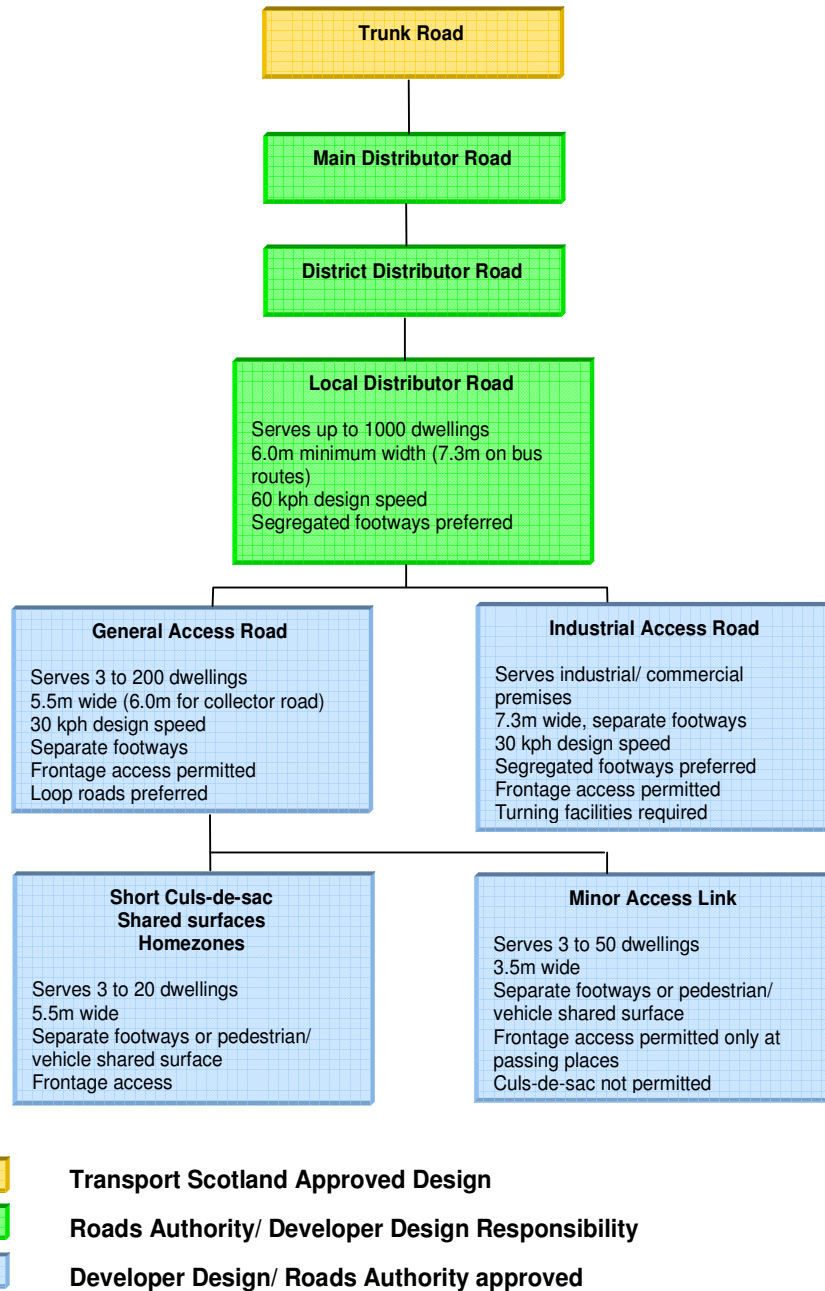 Trunk Road
Main Distributor Road
District Distributor Road
Local Distributor Road
Serves up to 1000 dwellings
6.0m minimum width (7.3m on bus
routes)
60 kph design speed
Segregated footways preferred
General Access Road
Serves 3 to 200 dwellings
5.5m wide (6.0m for collector road)
30 kph design speed
Separate footways
Frontage access permitted
Loop roads preferred
Industrial Access Road
Serves industrial/ commercial
premises
7.3m wide, separate footways
30 kph design speed
Segregated footways preferred
Frontage access permitted
Turning facilities required
Short Culs-de-sac
Shared surfaces
Homezones
Serves 3 to 20 dwellings
5.5m wide
Separate footways or pedestrian/
vehicle shared surface
Frontage access
Minor Access Link
Serves 3 to 50 dwellings
3.5m wide
Separate footways or pedestrian/
vehicle shared surface
Frontage access permitted only at
passing places
Culs-de-sac not permitted
Transport Scotland Approved Design
Roads Authority/ Developer Design Responsibility
Developer Design/ Roads Authority approved